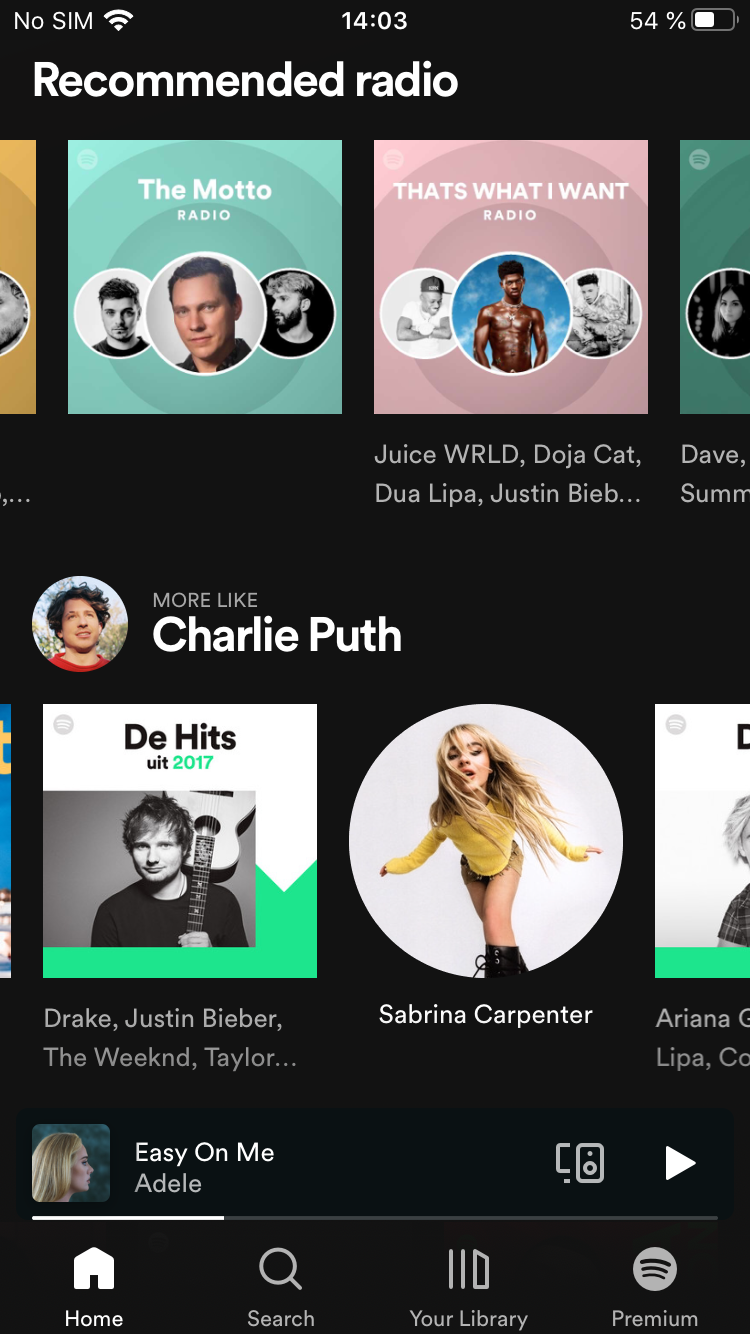 No SIM 14:03 54 %
Recommended radio
The Motto
RADIO
THATS WHAT I WANT
RADIO
,...
Juice WRLD, Doja Cat,
Dua Lipa, Justin Bieb...
Dave,
Summ
MORE LIKE
Charlie Puth
De Hits
uit 2017
D
Drake, Justin Bieber,
The Weeknd, Taylor...
Sabrina Carpenter
Ariana G
Lipa, Co
Easy On Me
Adele
Home Search Your Library Premium